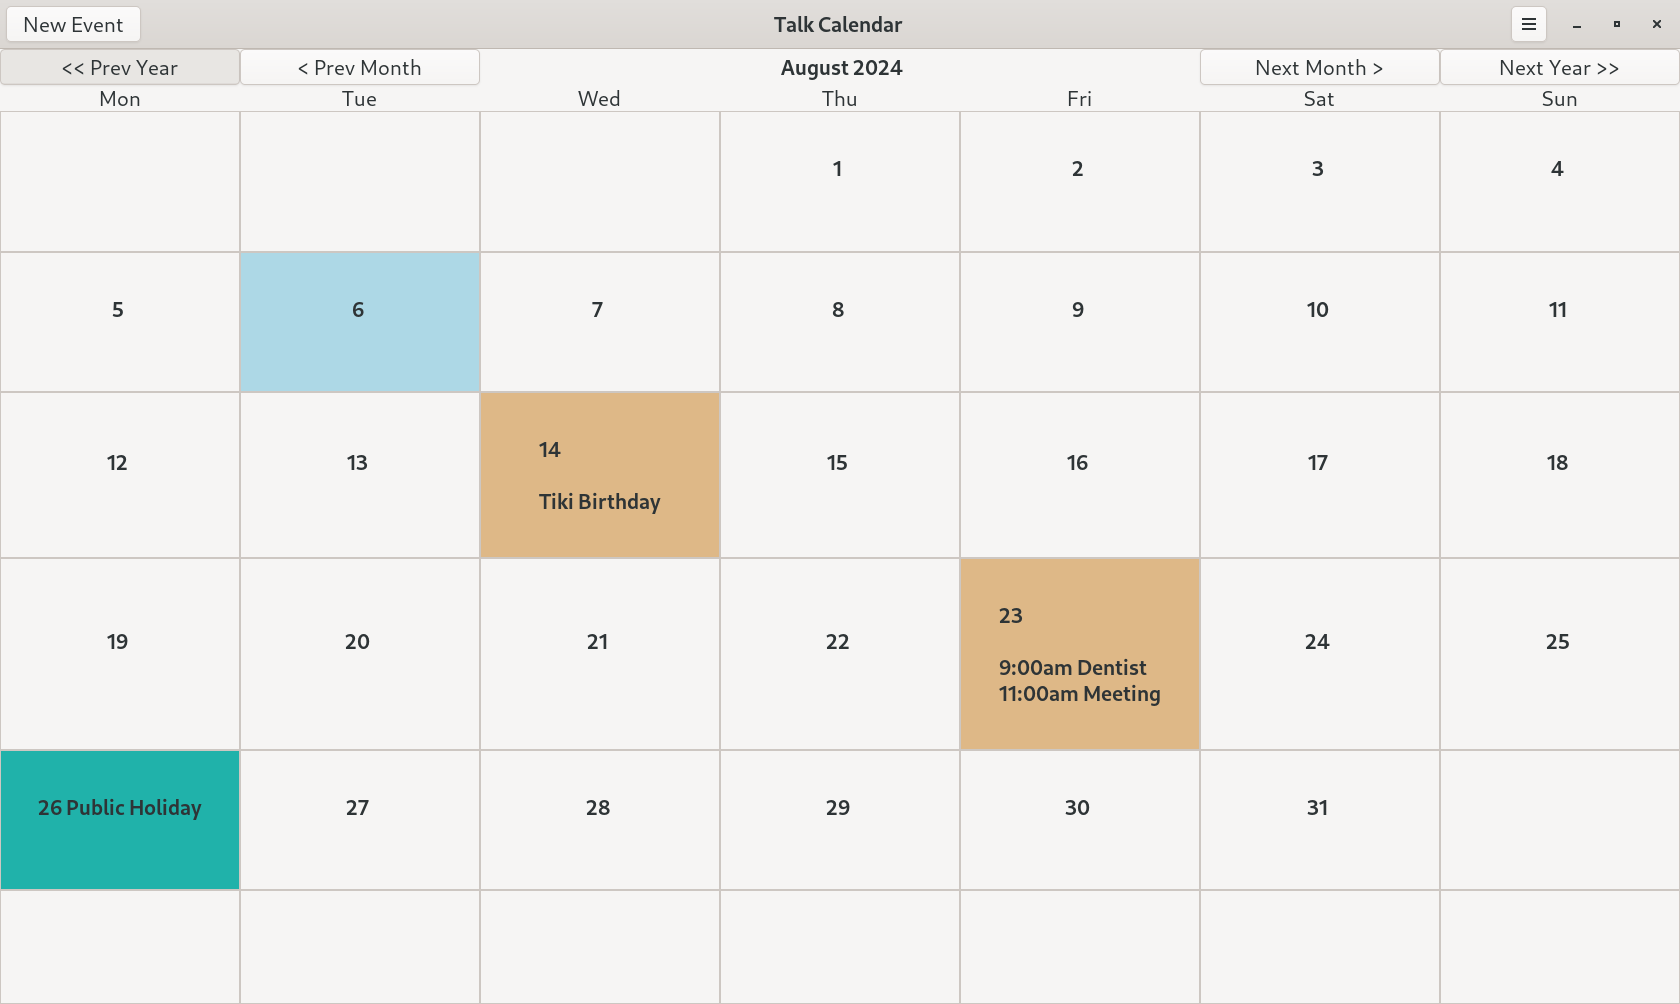 New Event
Talk Calendar
<< Prev Year
< Prev Month
August 2024
Next Month >
Next Year >>
Mon Tue Wed Thu Fri Sat Sun
1 2 3 4
5 6 7 8 9 10 11
12 13 14 15 16 17 18
Tiki Birthday
19 20 21 22 23 24 25
9:00am Dentist
11:00am Meeting
26 Public Holiday 27 28 29 30 31